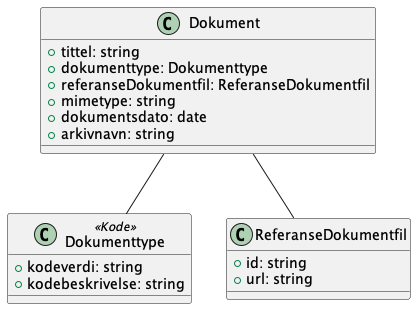 C Dokument
tittel: string
dokumenttype: Dokumenttype
referanseDokumentfil: ReferanseDokumentfil
mimetype: string
dokumentsdato: date
arkivnavn: string
C «Kode»
Dokumenttype
kodeverdi: string
kodebeskrivelse: string
C ReferanseDokumentfil
id: string
url: string